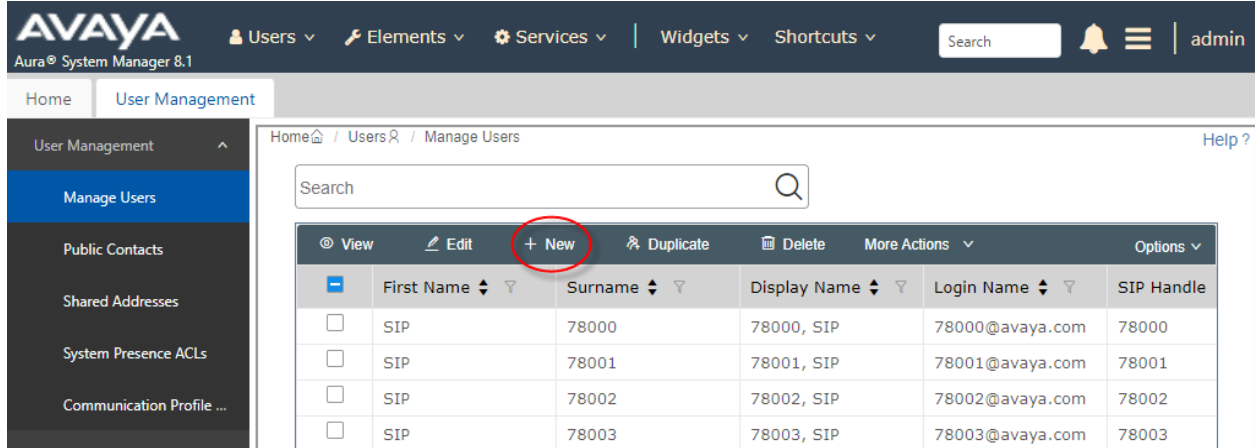 AVAYA
Aura® System Manager 8.1
Users Elements Services Widgets Shortcuts Search admin
Home User Management
User Management
Manage Users
Public Contacts
Shared Addresses
System Presence ACLs
Communication Profile ...
Home / Users / Manage Users
Help ?
Search
View Edit + New Duplicate Delete More Actions Options
First Name Surname Display Name Login Name SIP Handle
SIP 78000 78000, SIP 78000@avaya.com 78000
SIP 78001 78001, SIP 78001@avaya.com 78001
SIP 78002 78002, SIP 78002@avaya.com 78002
SIP 78003 78003, SIP 78003@avaya.com 78003